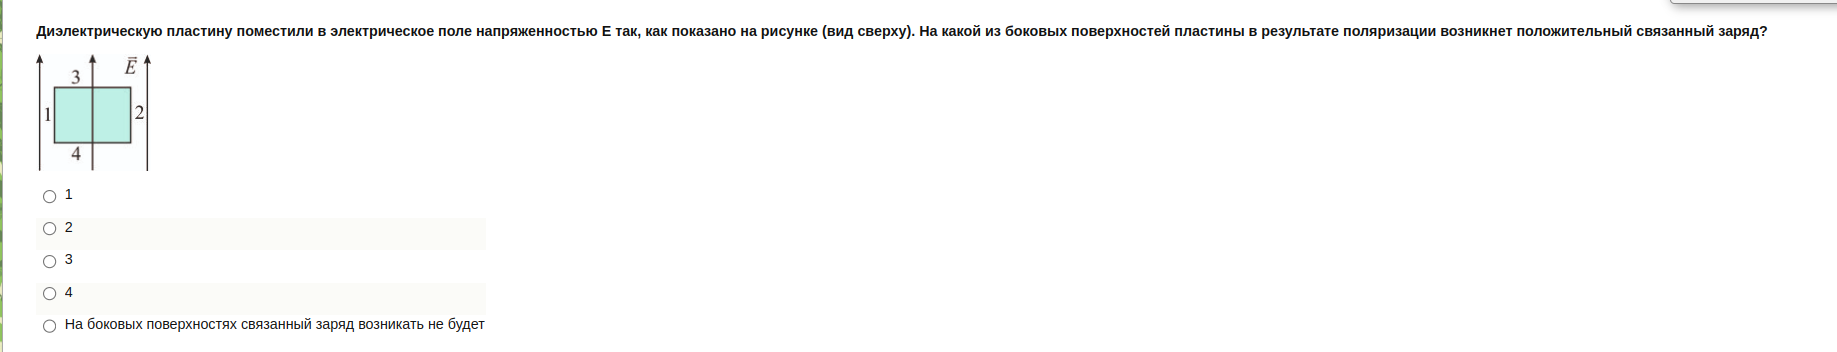 Диэлектрическую пластину поместили в электрическое поле напряженностью E так, как показано на рисунке (вид сверху). На какой из боковых поверхностей пластины в результате поляризации возникнет положительный связанный заряд?
3 E⃗
1 2
4
1
2
3
4
На боковых поверхностях связанный заряд возникать не будет